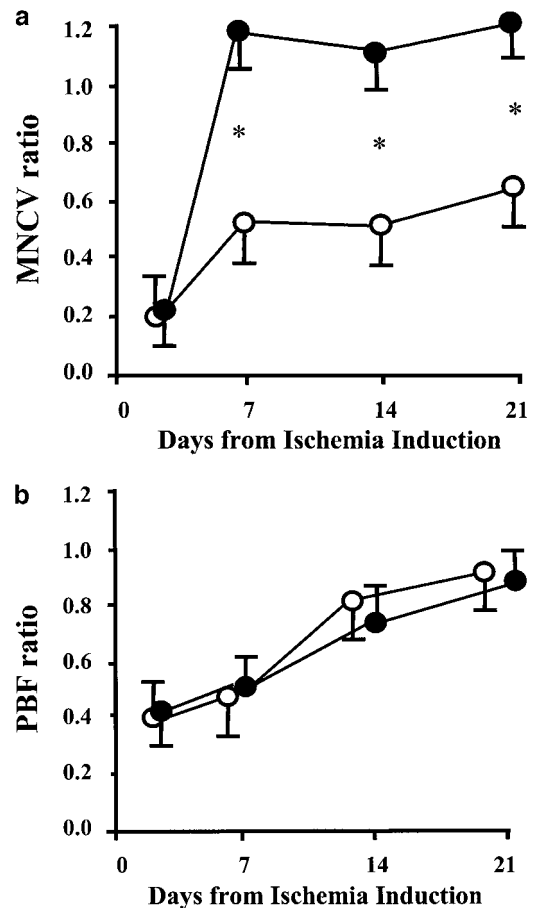 a
1.2
1.0
0.8
0.6
0.4
0.2
0.0
MNCV ratio
* * *
0 7 14 21
Days from Ischemia Induction
b
1.2
1.0
0.8
0.6
0.4
0.2
0.0
PBF ratio
0 7 14 21
Days from Ischemia Induction